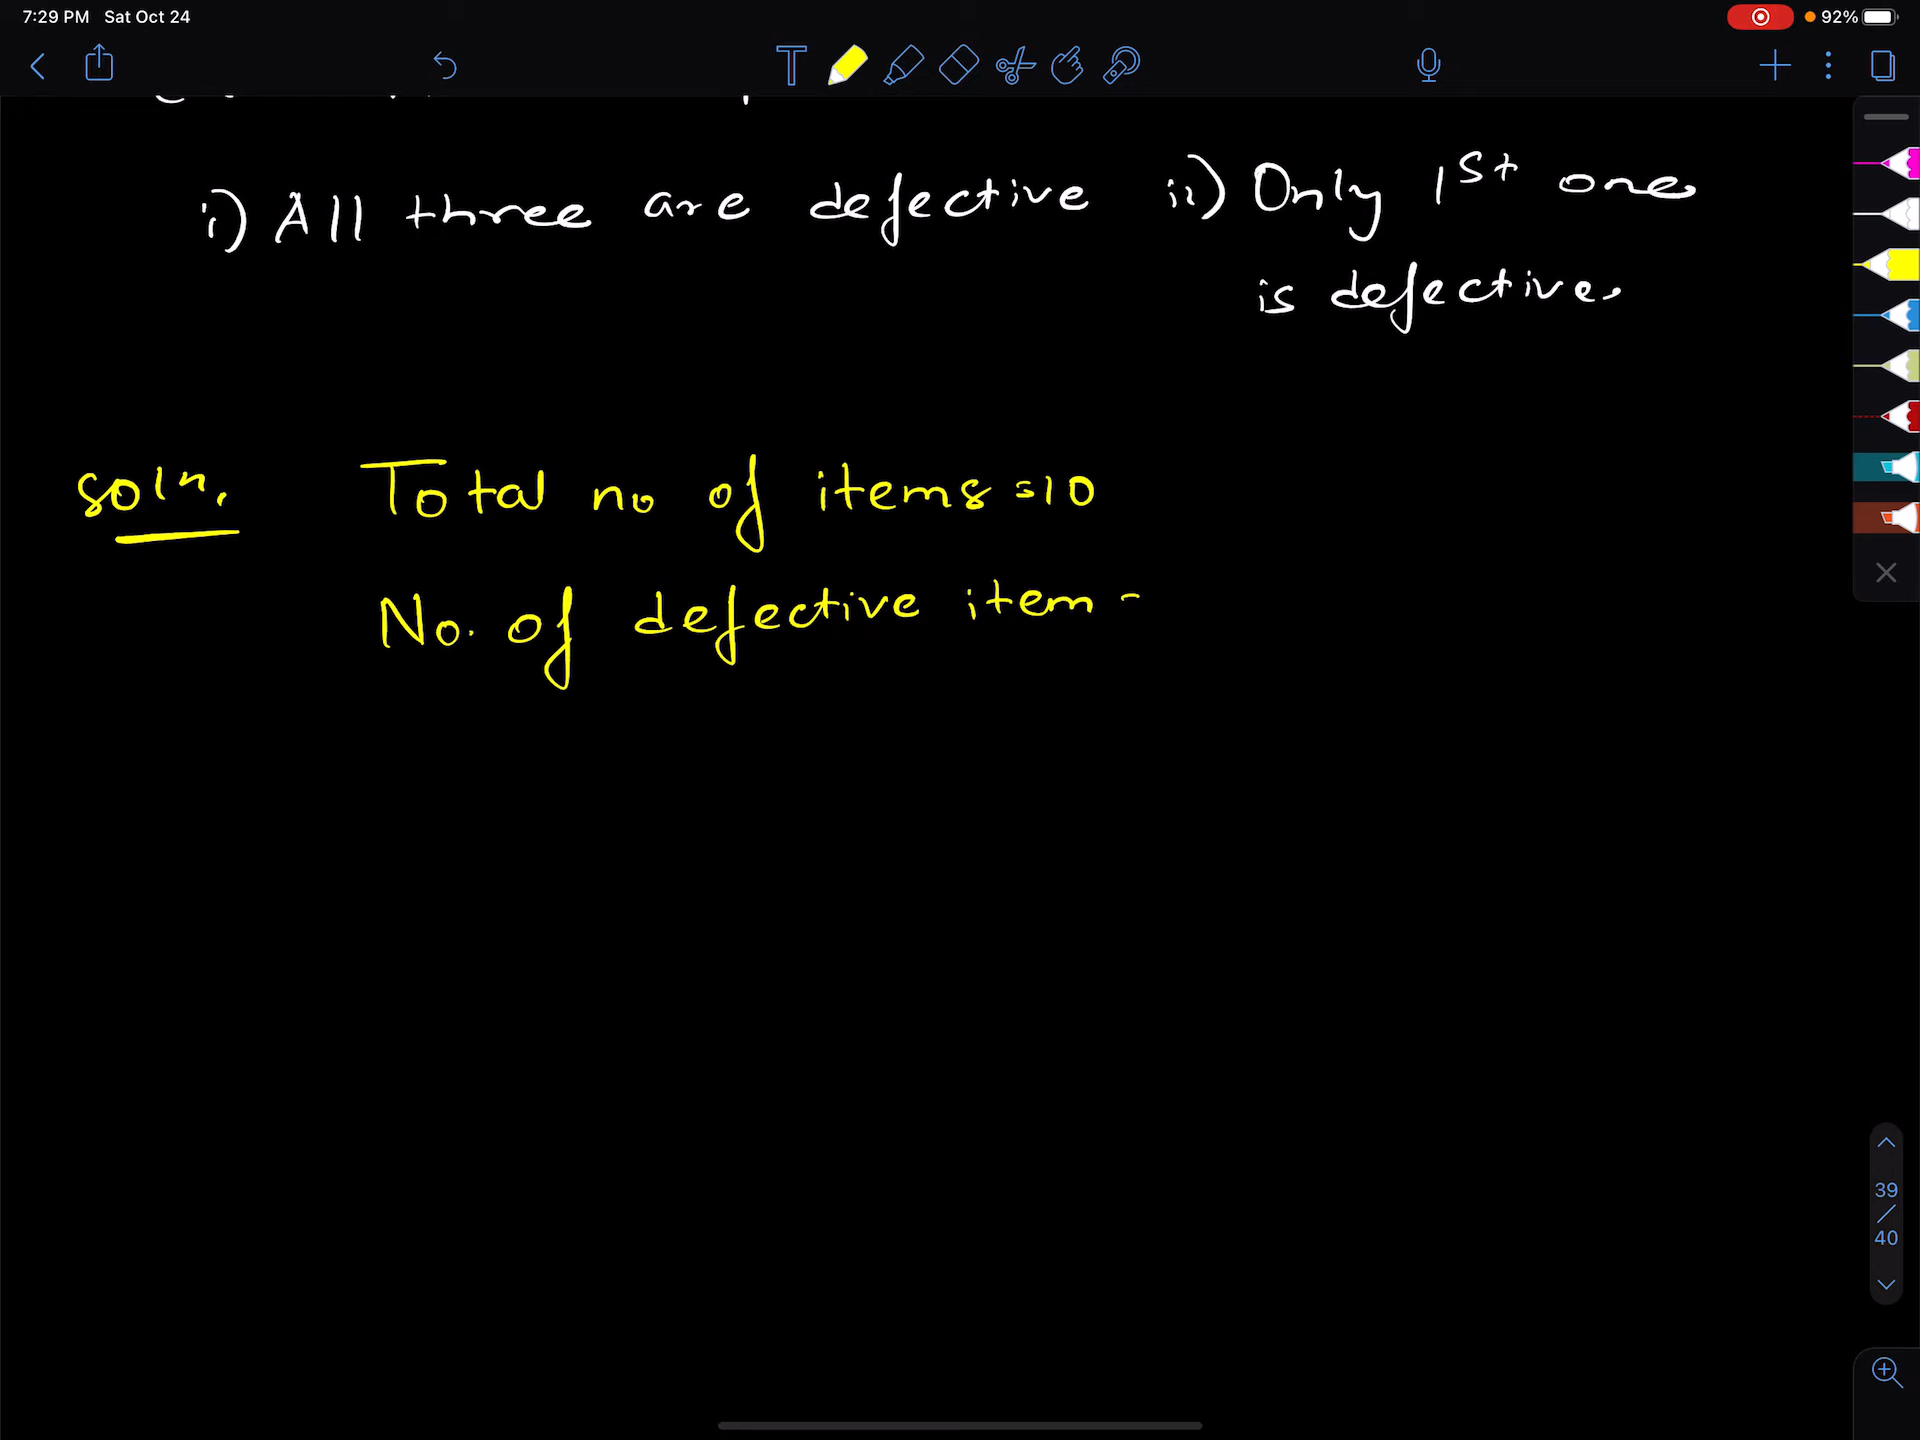 7:29 PM Sat Oct 24
92%
i) All three are defective ii) Only 1st one
is defective.
soln. Total no of items = 10
No. of defective item -
39
/
40